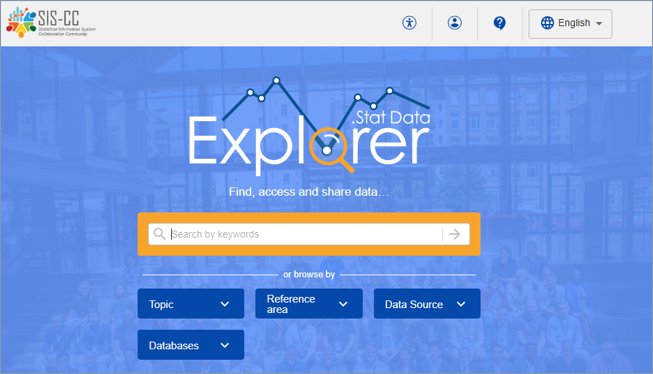 SIS-CC
Statistical Information System
Collaboration Community
English
.Stat Data
Explorer
Find, access and share data...
Search by keywords
or browse by
Topic
Reference
area
Data Source
Databases